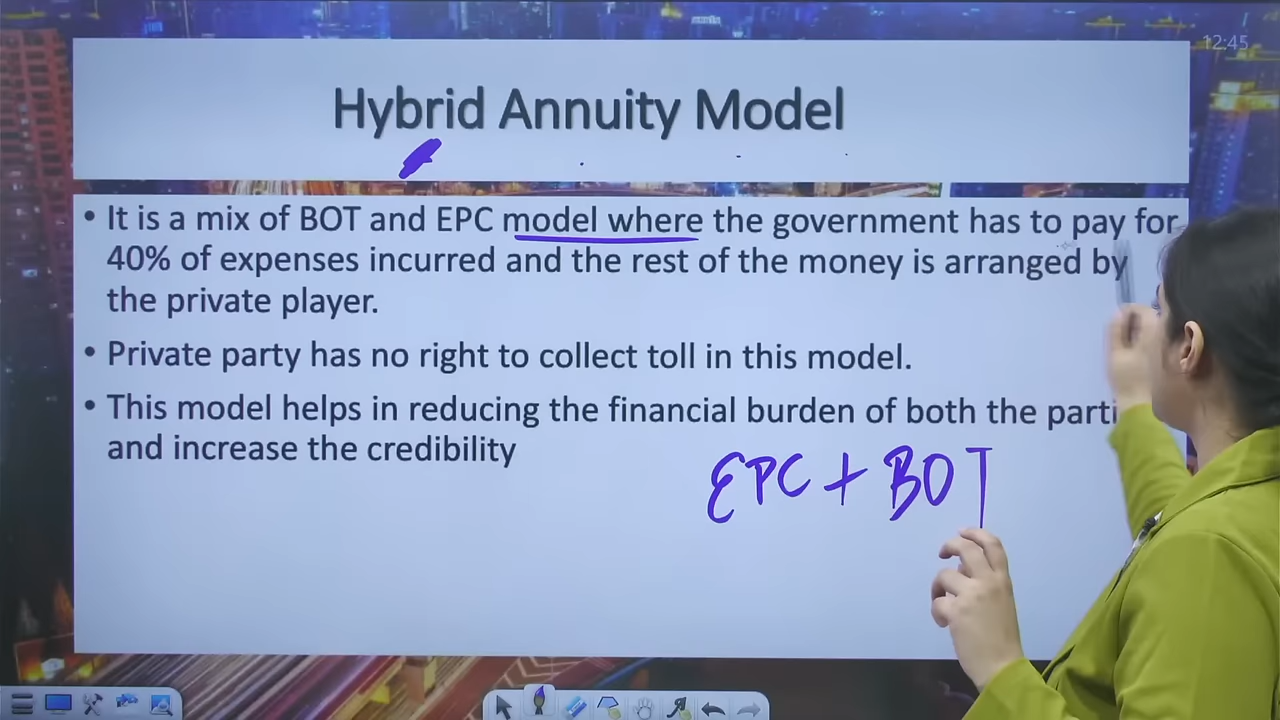 12:45
Hybrid Annuity Model
• It is a mix of BOT and EPC model where the government has to pay for
40% of expenses incurred and the rest of the money is arranged by
the private player.
• Private party has no right to collect toll in this model.
• This model helps in reducing the financial burden of both the parti
and increase the credibility
EPC + BOT